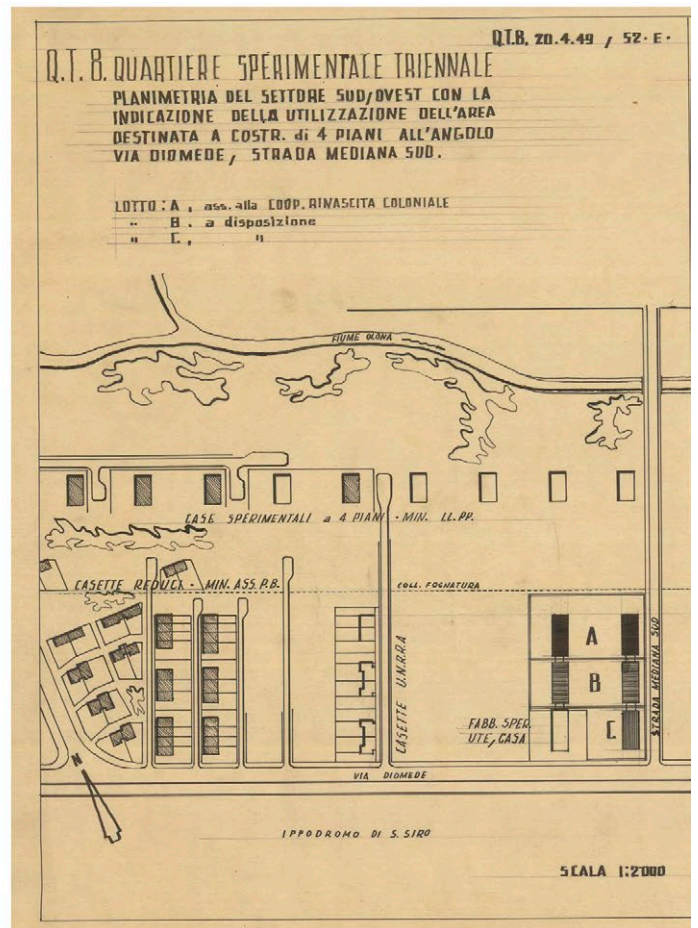 Q.T.8. 20.4.49 / 52·E·
Q.T.8. QUARTIERE SPERIMENTALE TRIENNALE
PLANIMETRIA DEL SETTORE SUD/OVEST CON LA
INDICAZIONE DELLA UTILIZZAZIONE DELL'AREA
DESTINATA A COSTR. di 4 PIANI ALL'ANGOLO
VIA DIOMEDE, STRADA MEDIANA SUD.
LOTTO: A, ass. alla COOP. RINASCITA COLONIALE
" B. a disposizione
" C, "
FIUME OLONA
CASE SPERIMENTALI a 4 PIANI - MIN. LL.PP.
CASETTE REDUCI - MIN. ASS. P.B.
COLL. FOGNATURA
CASETTE U.N.R.R.A
A
B
C
STRADA MEDIANA SUD
FABB. SPER.
UTE, CASA
N
VIA DIOMEDE
IPPODROMO DI S. SIRO
SCALA 1:2000